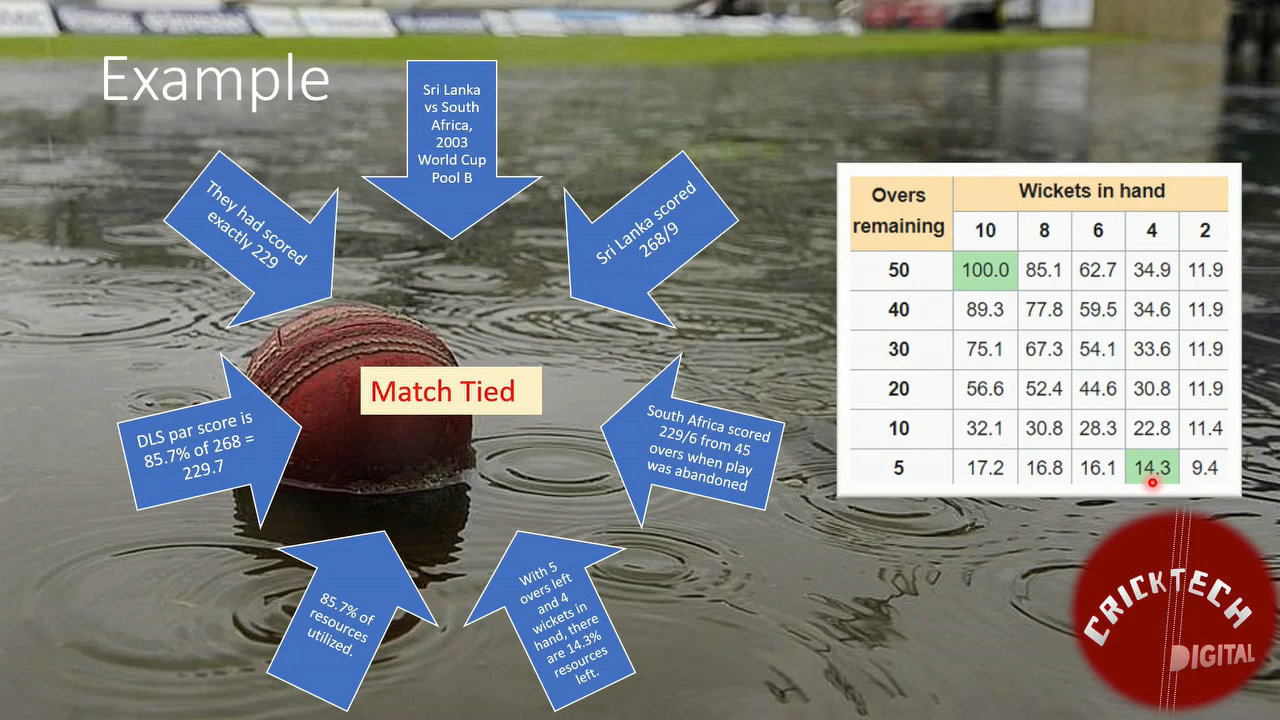 Example
Sri Lanka
vs South
Africa,
2003
World Cup
Pool B
Sri Lanka scored
268/9
South Africa scored
229/6 from 45
overs when play
was abandoned
With 5
overs left
and 4
wickets in
hand, there
are 14.3%
resources
left.
85.7% of
resources
utilized.
DLS par score is
85.7% of 268 =
229.7
They had scored
exactly 229
Match Tied
Overs remaining Wickets in hand
10 8 6 4 2
50 100.0 85.1 62.7 34.9 11.9
40 89.3 77.8 59.5 34.6 11.9
30 75.1 67.3 54.1 33.6 11.9
20 56.6 52.4 44.6 30.8 11.9
10 32.1 30.8 28.3 22.8 11.4
5 17.2 16.8 16.1 14.3 9.4
CRICKTECH
DIGITAL